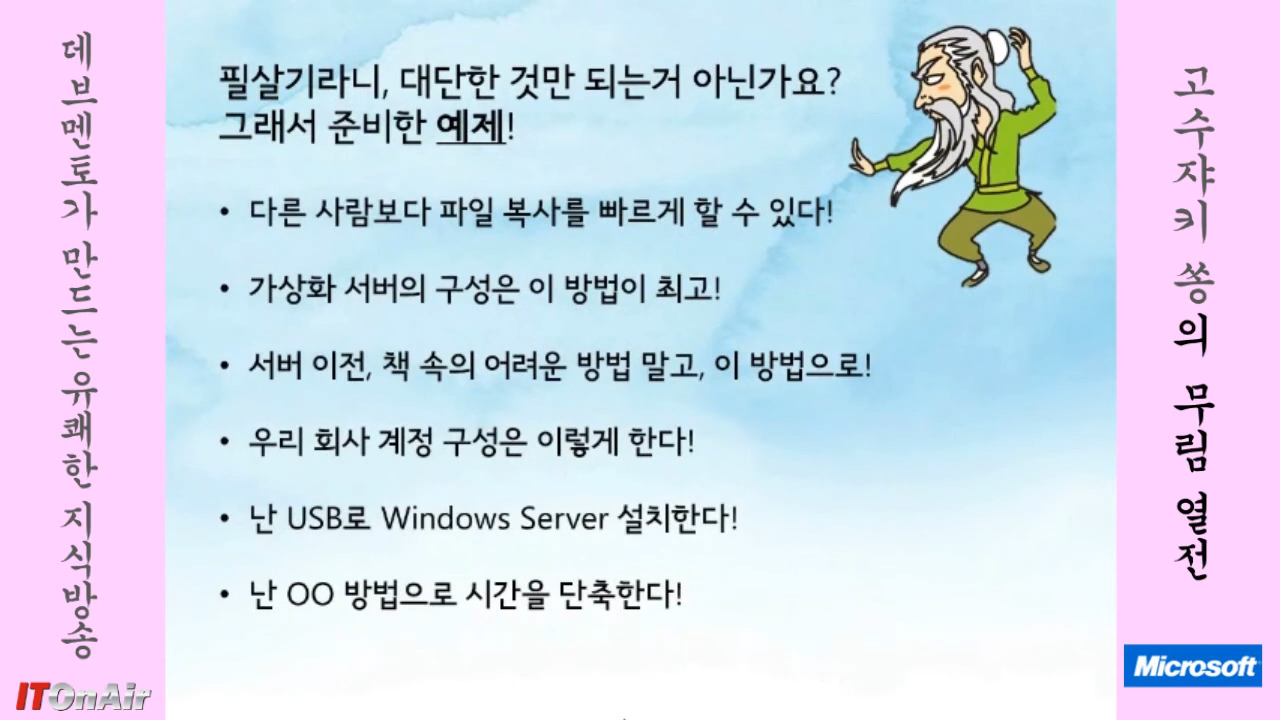 데브멘토가 만드는 유쾌한 지식방송
ITOnAir
필살기라니, 대단한 것만 되는거 아닌가요?
그래서 준비한 예제!
• 다른 사람보다 파일 복사를 빠르게 할 수 있다!
• 가상화 서버의 구성은 이 방법이 최고!
• 서버 이전, 책 속의 어려운 방법 말고, 이 방법으로!
• 우리 회사 계정 구성은 이렇게 한다!
• 난 USB로 Windows Server 설치한다!
• 난 OO 방법으로 시간을 단축한다!
고수쟈키 쏭의 무림 열전
Microsoft